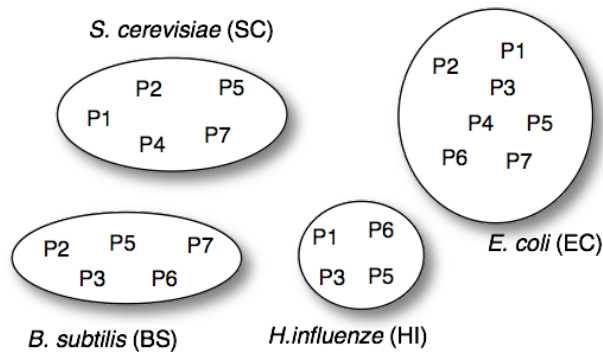 S. cerevisiae (SC)
P2 P5
P1
P4 P7
P1
P2
P3
P4 P5
P6 P7
E. coli (EC)
P2 P5 P7
P3 P6
B. subtilis (BS)
P1 P6
P3 P5
H.influenze (HI)